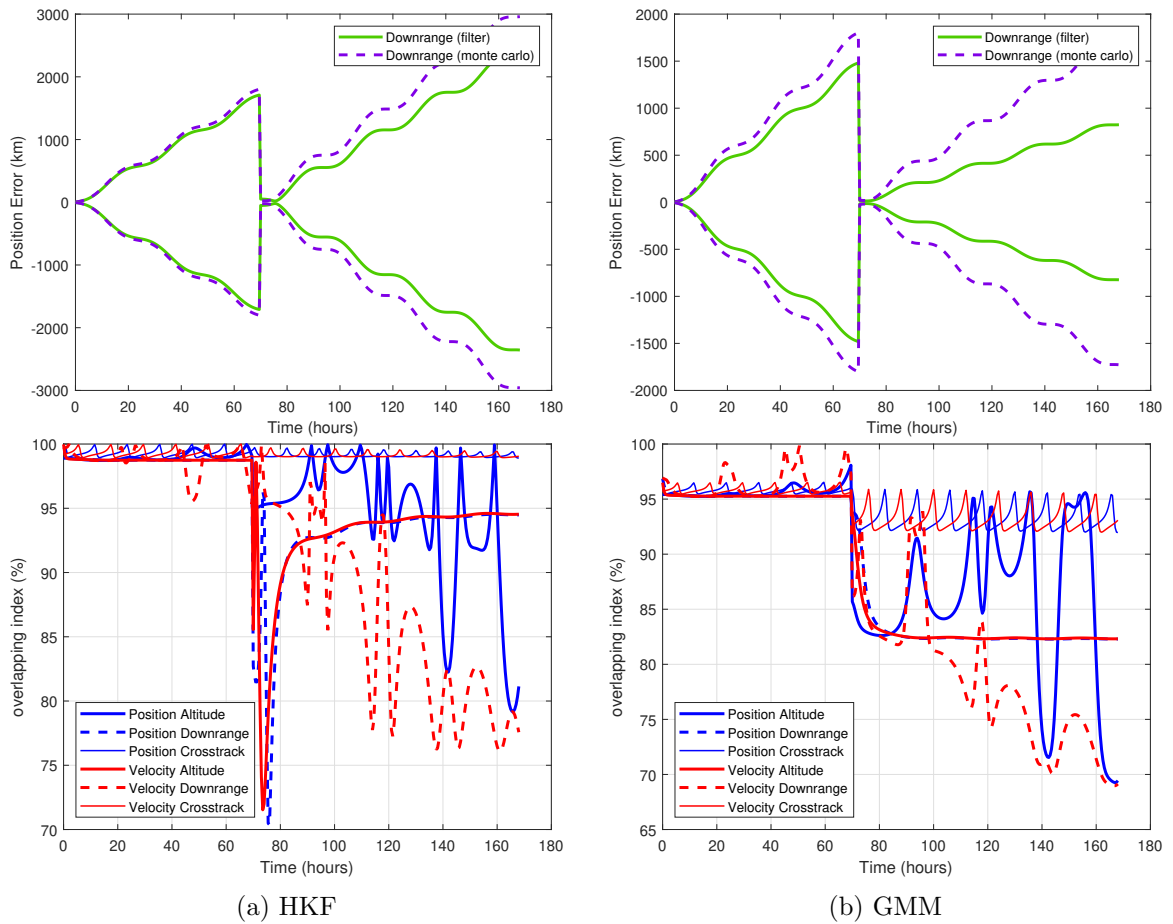 3000
2000
1000
0
-1000
-2000
-3000
Position Error (km)
Downrange (filter)
Downrange (monte carlo)
0 20 40 60 80 100 120 140 160 180
Time (hours)
2000
1500
1000
500
0
-500
-1000
-1500
-2000
Position Error (km)
Downrange (filter)
Downrange (monte carlo)
0 20 40 60 80 100 120 140 160 180
Time (hours)
100
95
90
85
80
75
70
overlapping index (%)
Position Altitude
Position Downrange
Position Crosstrack
Velocity Altitude
Velocity Downrange
Velocity Crosstrack
0 20 40 60 80 100 120 140 160 180
Time (hours)
(a) HKF
100
95
90
85
80
75
70
65
overlapping index (%)
Position Altitude
Position Downrange
Position Crosstrack
Velocity Altitude
Velocity Downrange
Velocity Crosstrack
0 20 40 60 80 100 120 140 160 180
Time (hours)
(b) GMM